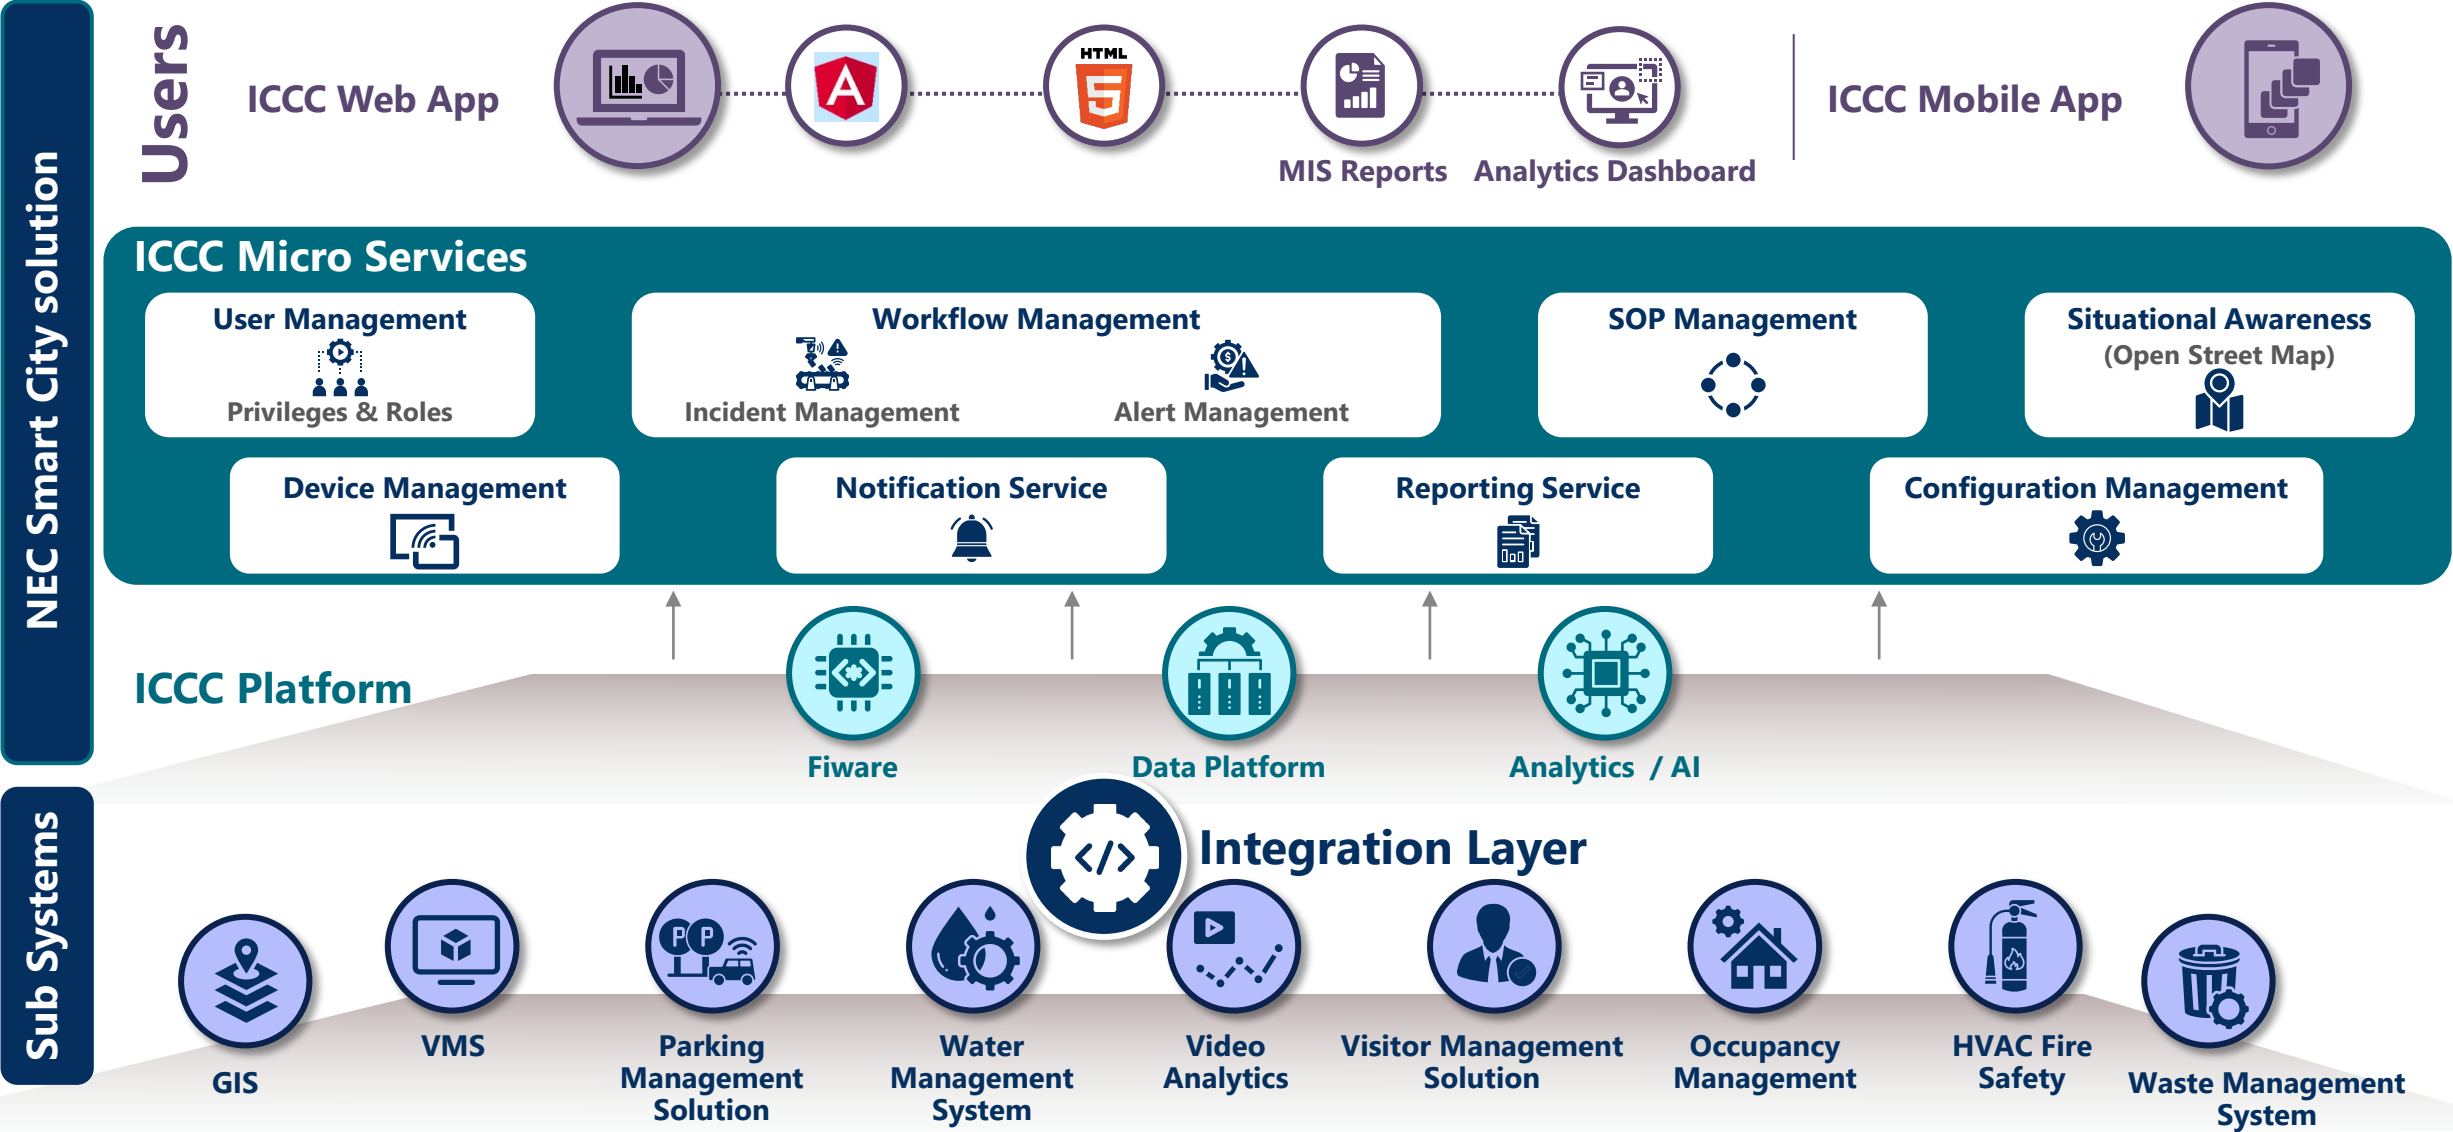 NEC Smart City solution
Users
ICCC Web App
HTML
MIS Reports
Analytics Dashboard
ICCC Mobile App
ICCC Micro Services
User Management
Privileges & Roles
Workflow Management
Incident Management
Alert Management
SOP Management
Situational Awareness
(Open Street Map)
Device Management
Notification Service
Reporting Service
Configuration Management
ICCC Platform
Fiware
Data Platform
Analytics / AI
Sub Systems
Integration Layer
GIS
VMS
P P
Parking
Management
Solution
Water
Management
System
Video
Analytics
Visitor Management
Solution
Occupancy
Management
HVAC Fire
Safety
Waste Management
System